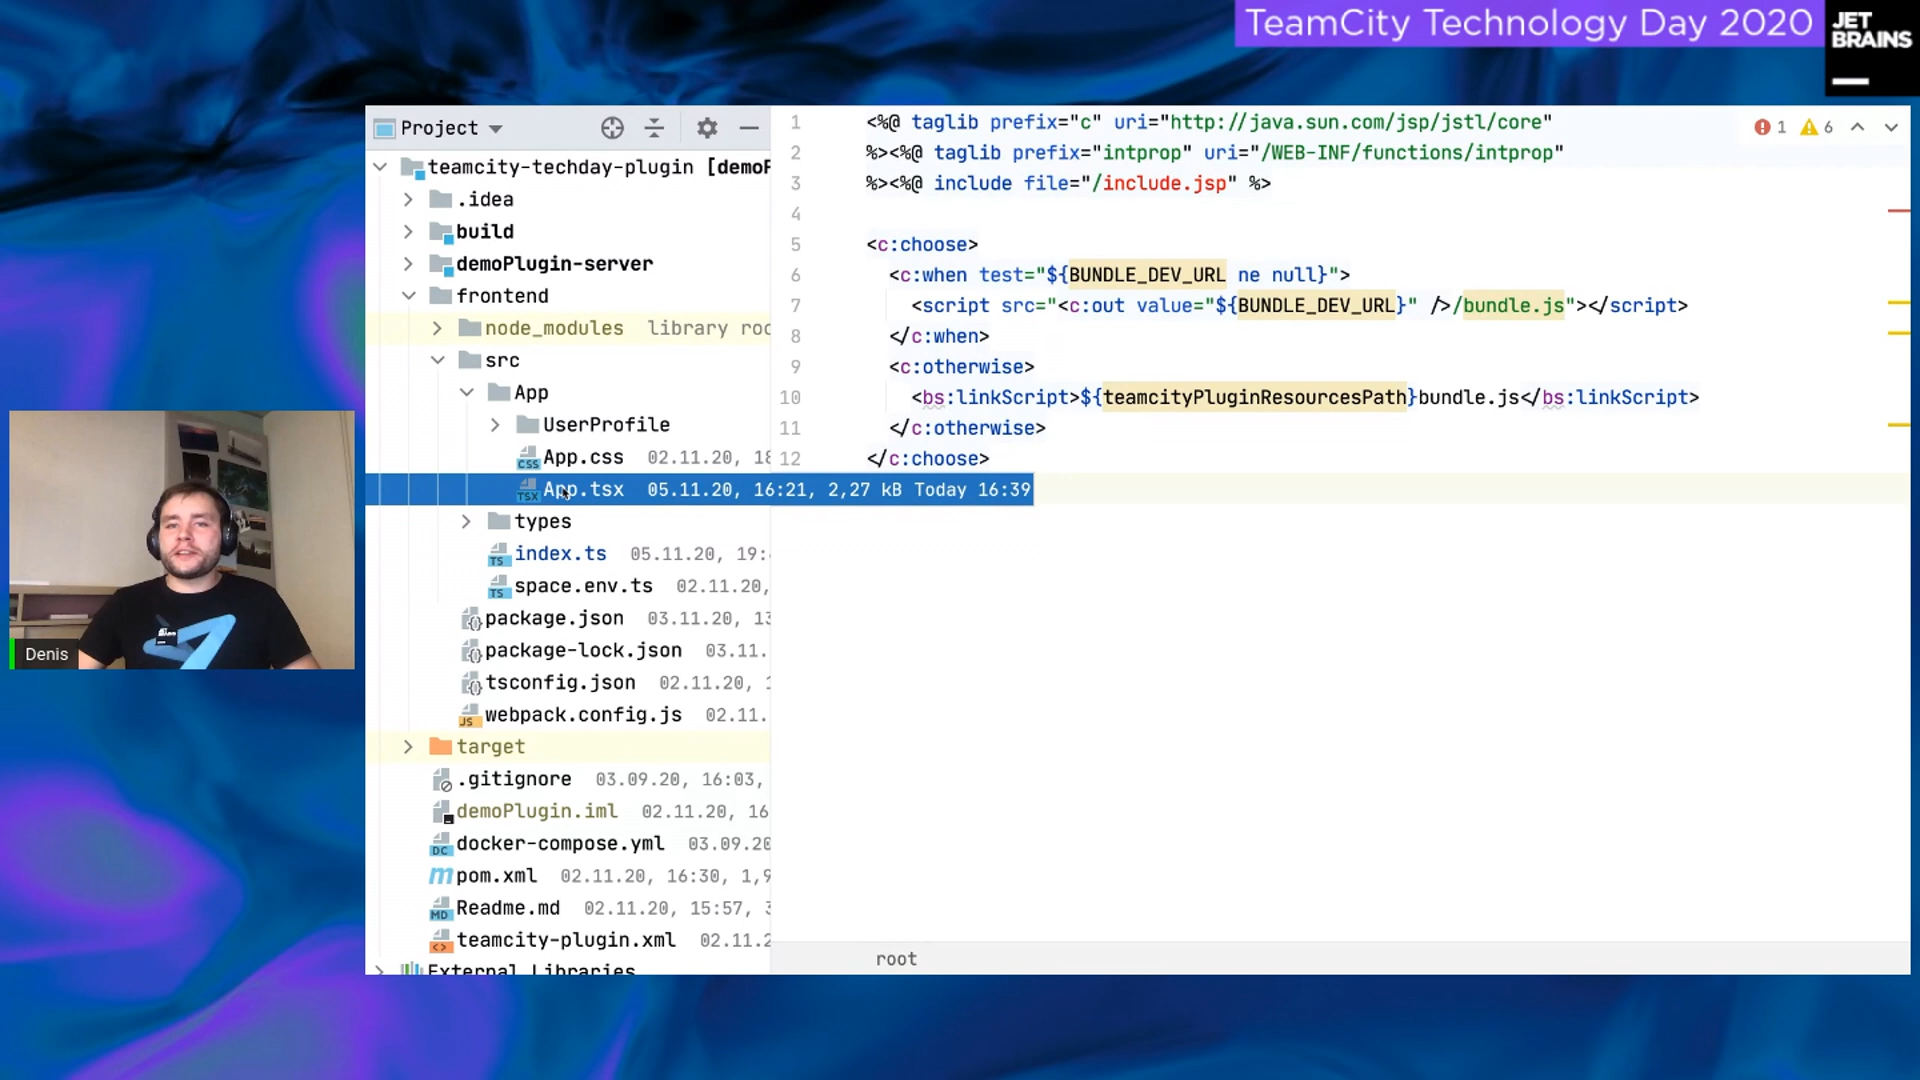 TeamCity Technology Day 2020
JET
BRAINS
Project
teamcity-techday-plugin [demoP
.idea
build
demoPlugin-server
frontend
node_modules library roo
src
App
UserProfile
App.css 02.11.20, 18
App.tsx 05.11.20, 16:21, 2,27 kB Today 16:39
types
index.ts 05.11.20, 19:
space.env.ts 02.11.20,
package.json 03.11.20, 13
package-lock.json 03.11.
tsconfig.json 02.11.20, 1
webpack.config.js 02.11.
target
.gitignore 03.09.20, 16:03,
demoPlugin.iml 02.11.20, 16
docker-compose.yml 03.09.20
pom.xml 02.11.20, 16:30, 1,9
Readme.md 02.11.20, 15:57, 3
teamcity-plugin.xml 02.11.2
External Libraries
1 <%@ taglib prefix="c" uri="http://java.sun.com/jsp/jstl/core"
2 %><%@ taglib prefix="intprop" uri="/WEB-INF/functions/intprop"
3 %><%@ include file="/include.jsp" %>
4
5 <c:choose>
6 <c:when test="${BUNDLE_DEV_URL ne null}">
7 <script src="<c:out value="${BUNDLE_DEV_URL}" />/bundle.js"></script>
8 </c:when>
9 <c:otherwise>
10 <bs:linkScript>${teamcityPluginResourcesPath}bundle.js</bs:linkScript>
11 </c:otherwise>
12 </c:choose>
1 6
root
Denis